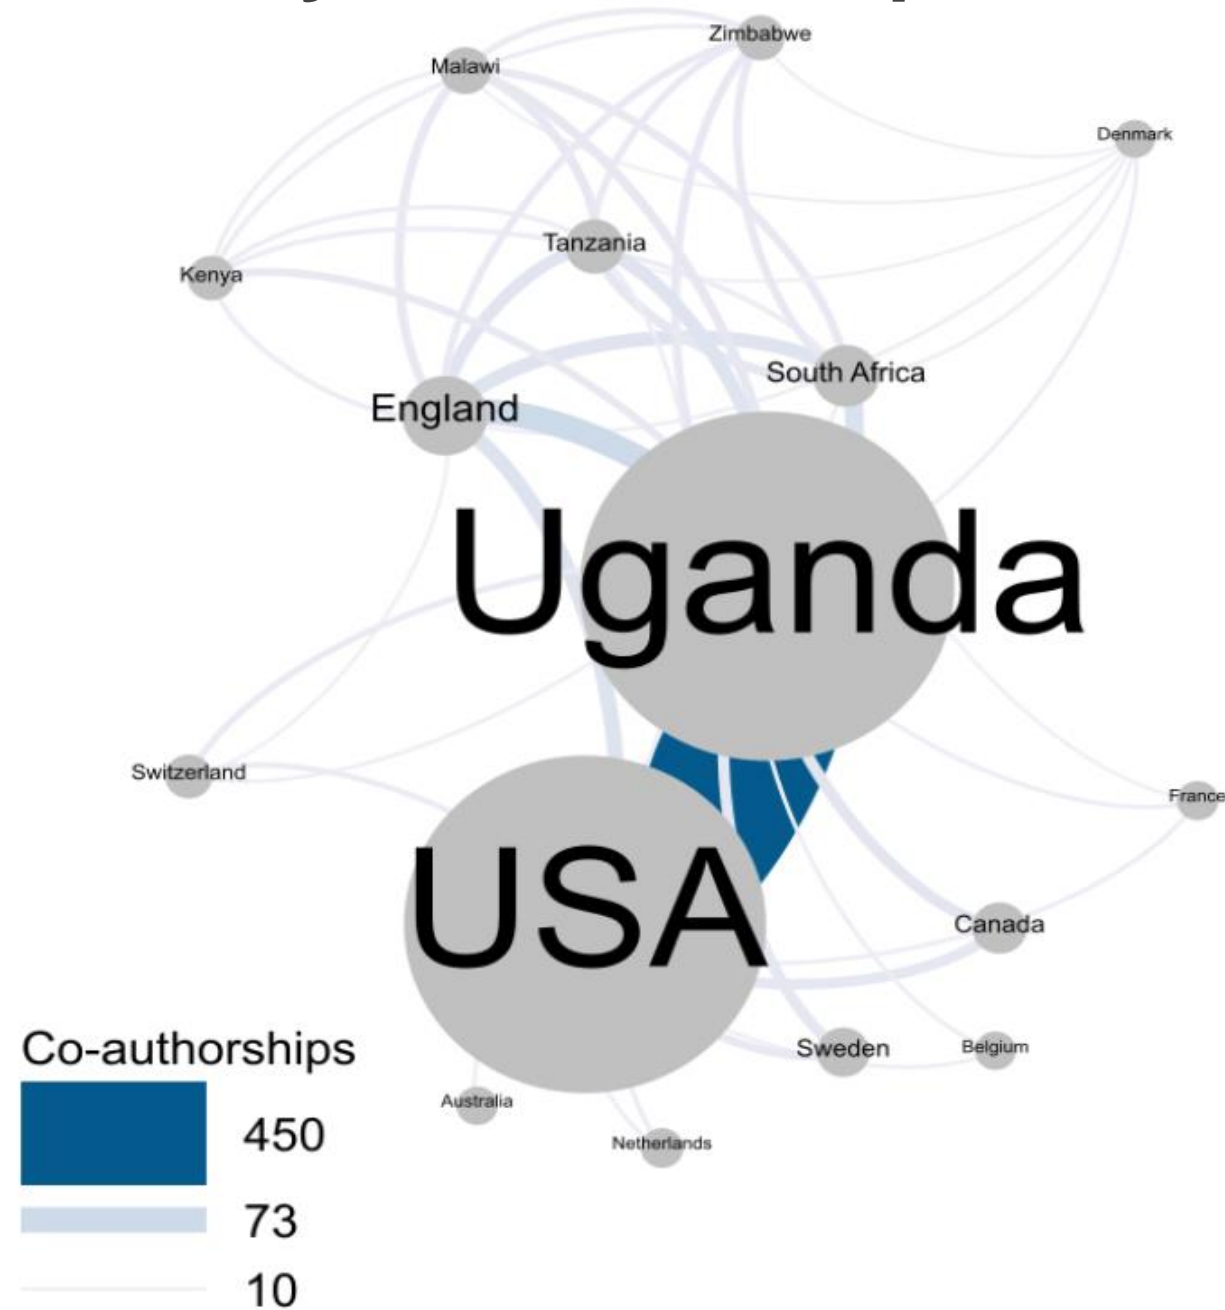 Zimbabwe
Malawi
Denmark
Tanzania
Kenya
South Africa
England
Uganda
Switzerland
France
USA
Canada
Co-authorships
Sweden
Belgium
450
Australia
Netherlands
73
10